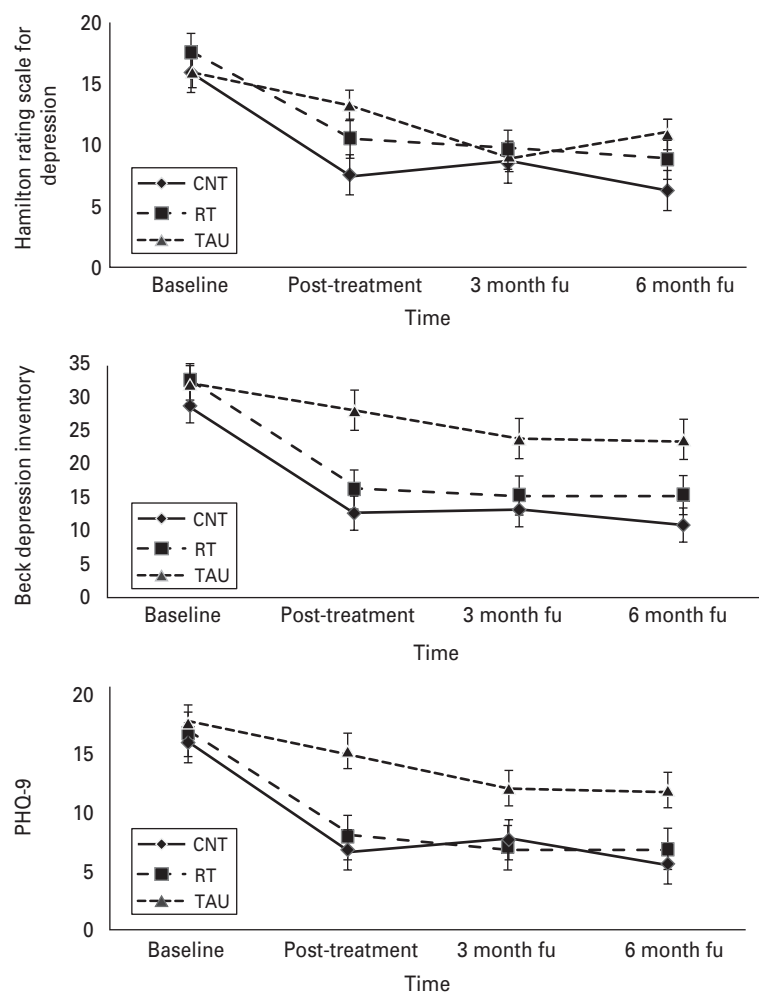 Hamilton rating scale for
depression
20
15
10
5
0
CNT
RT
TAU
Baseline
Post-treatment
3 month fu
6 month fu
Time
Beck depression inventory
35
30
25
20
15
10
5
0
CNT
RT
TAU
Baseline
Post-treatment
3 month fu
6 month fu
Time
PHQ-9
20
15
10
5
0
CNT
RT
TAU
Baseline
Post-treatment
3 month fu
6 month fu
Time